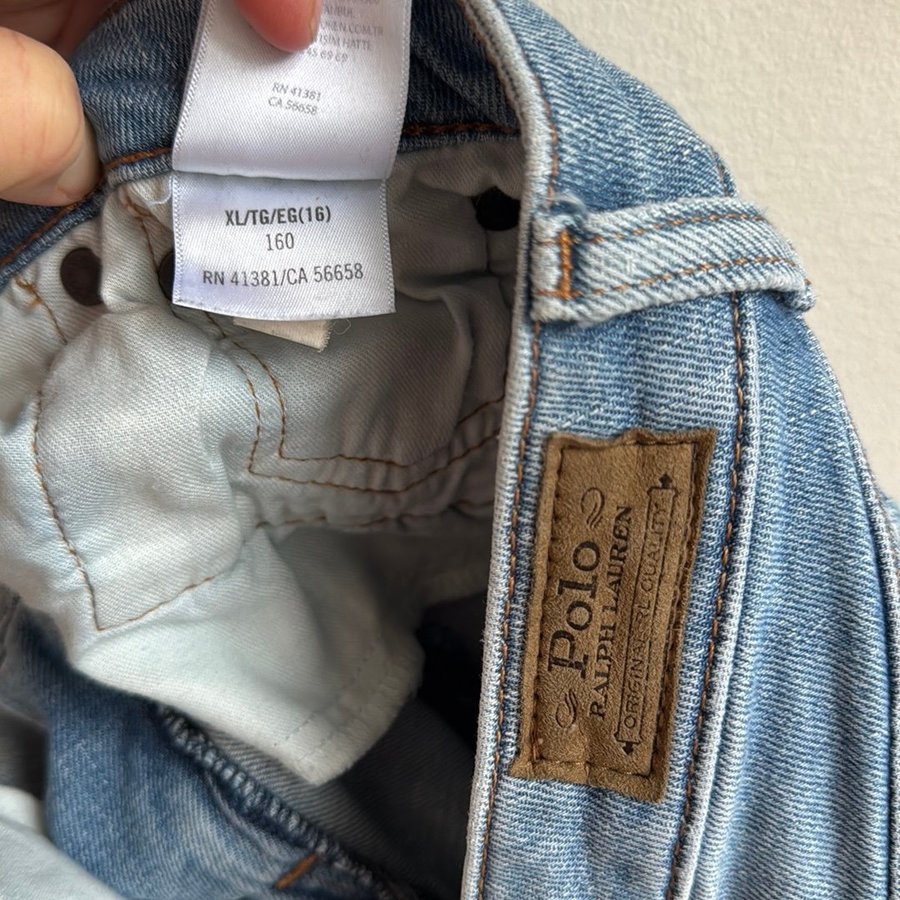 RN 41381
CA 56658
XL/TG/EG(16)
160
RN 41381/CA 56658
Polo
RALPH LAUREN
ORIGINAL QUALITY